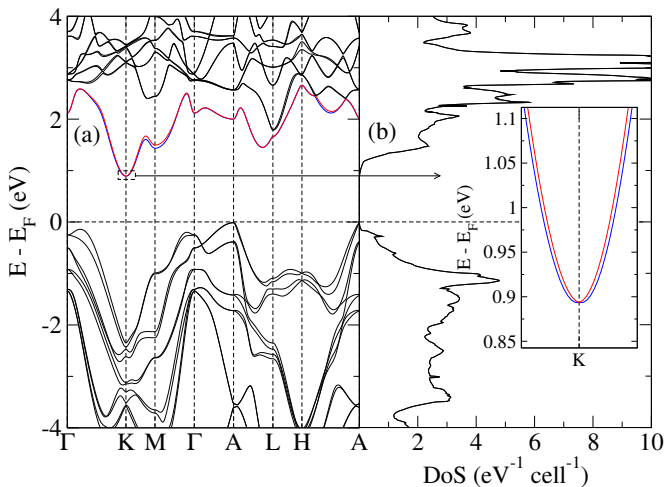 4
2
0
-2
-4
E - E_F (eV)
(a)
Γ K M Γ A L H A
(b)
1.1
1.05
1
0.95
0.9
0.85
E - E_F (eV)
K
2 4 6 8 10
DoS (eV⁻¹ cell⁻¹)